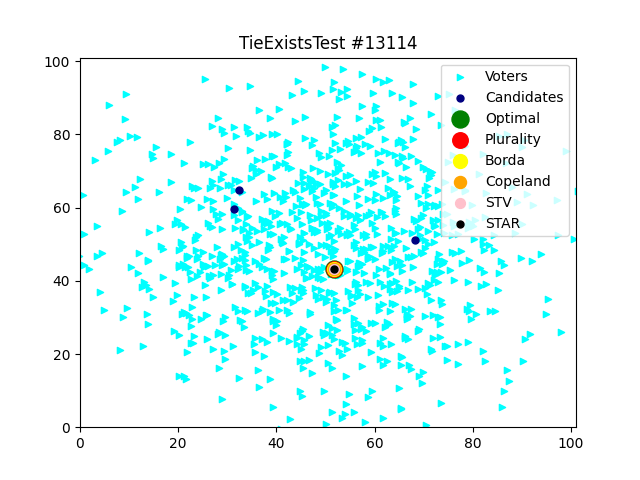 TieExistsTest #13114
Voters
Candidates
Optimal
Plurality
Borda
Copeland
STV
STAR
100
80
60
40
20
0
0 20 40 60 80 100